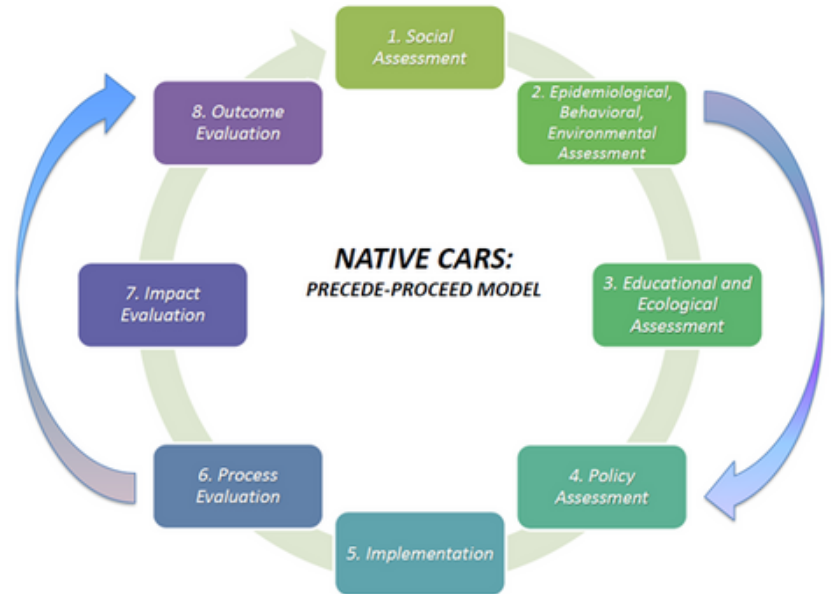 1. Social
Assessment
2. Epidemiological,
Behavioral,
Environmental
Assessment
3. Educational and
Ecological
Assessment
4. Policy
Assessment
5. Implementation
6. Process
Evaluation
7. Impact
Evaluation
8. Outcome
Evaluation
NATIVE CARS:
PRECEDE-PROCEED MODEL